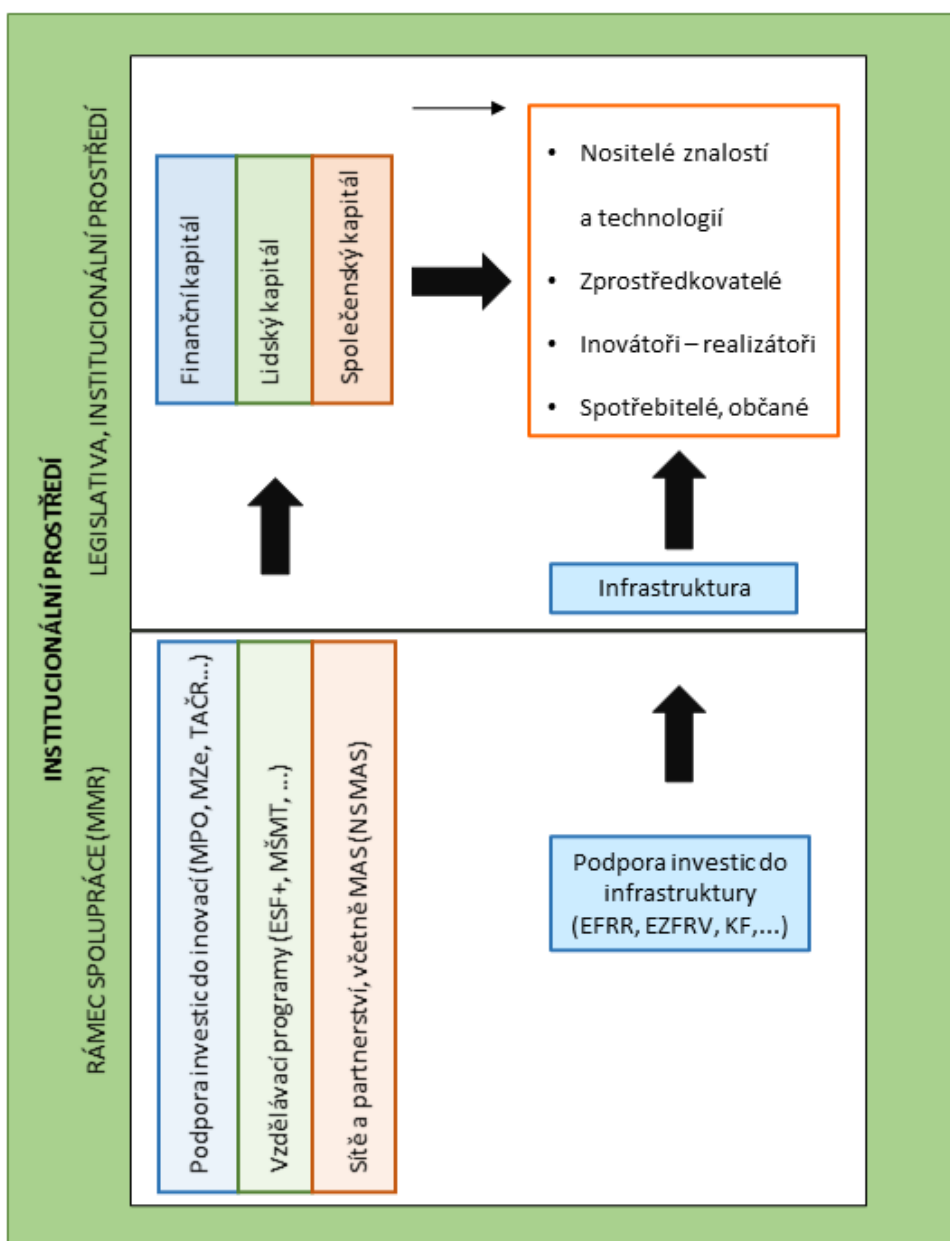 INSTITUCIONÁLNÍ PROSTŘEDÍ
LEGISLATIVA, INSTITUCIONÁLNÍ PROSTŘEDÍ
RÁMEC SPOLUPRÁCE (MMR)
Finanční kapitál
Lidský kapitál
Společenský kapitál
• Nositelé znalostí
a technologií
• Zprostředkovatelé
• Inovátoři – realizátoři
• Spotřebitelé, občané
Infrastruktura
Podpora investic do inovací (MPO, MZe, TAČR...)
Vzdělávací programy (ESF+, MŠMT, ...)
Sítě a partnerství, včetně MAS (NS MAS)
Podpora investic do
infrastruktury
(EFRR, EZFRV, KF,...)